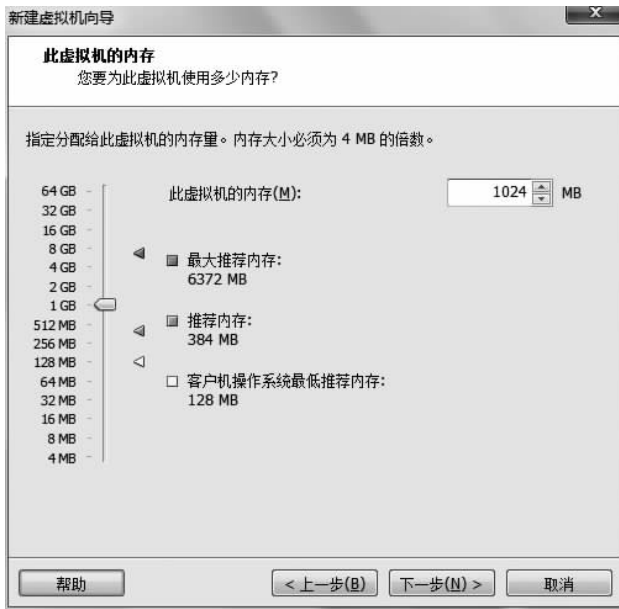 新建虚拟机向导
x
此虚拟机的内存
您要为此虚拟机使用多少内存?
指定分配给此虚拟机的内存量。内存大小必须为 4 MB 的倍数。
64 GB
32 GB
16 GB
8 GB
4 GB
2 GB
1 GB
512 MB
256 MB
128 MB
64 MB
32 MB
16 MB
8 MB
4 MB
此虚拟机的内存(M): 1024 MB
最大推荐内存:
6372 MB
推荐内存:
384 MB
客户机操作系统最低推荐内存:
128 MB
帮助 < 上一步(B) 下一步(N) > 取消